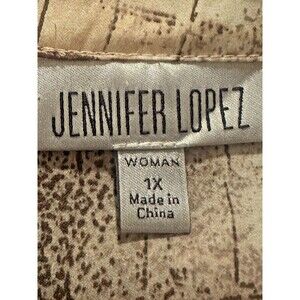 JENNIFER LOPEZ
WOMAN
1X
Made in
China